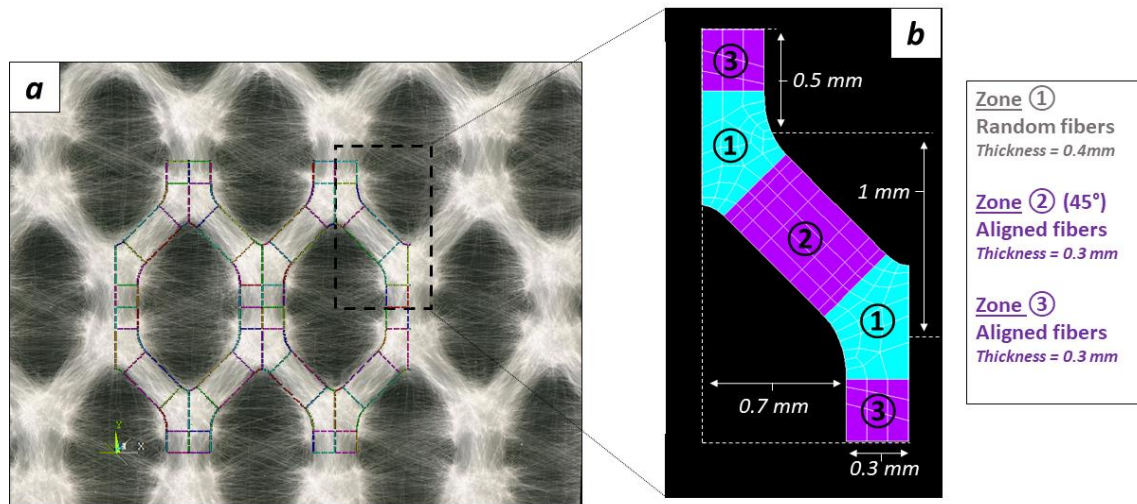 a
Y
X
b
③
0.5 mm
①
1 mm
②
①
0.7 mm
③
0.3 mm
Zone ①
Random fibers
Thickness = 0.4mm
Zone ② (45°)
Aligned fibers
Thickness = 0.3 mm
Zone ③
Aligned fibers
Thickness = 0.3 mm